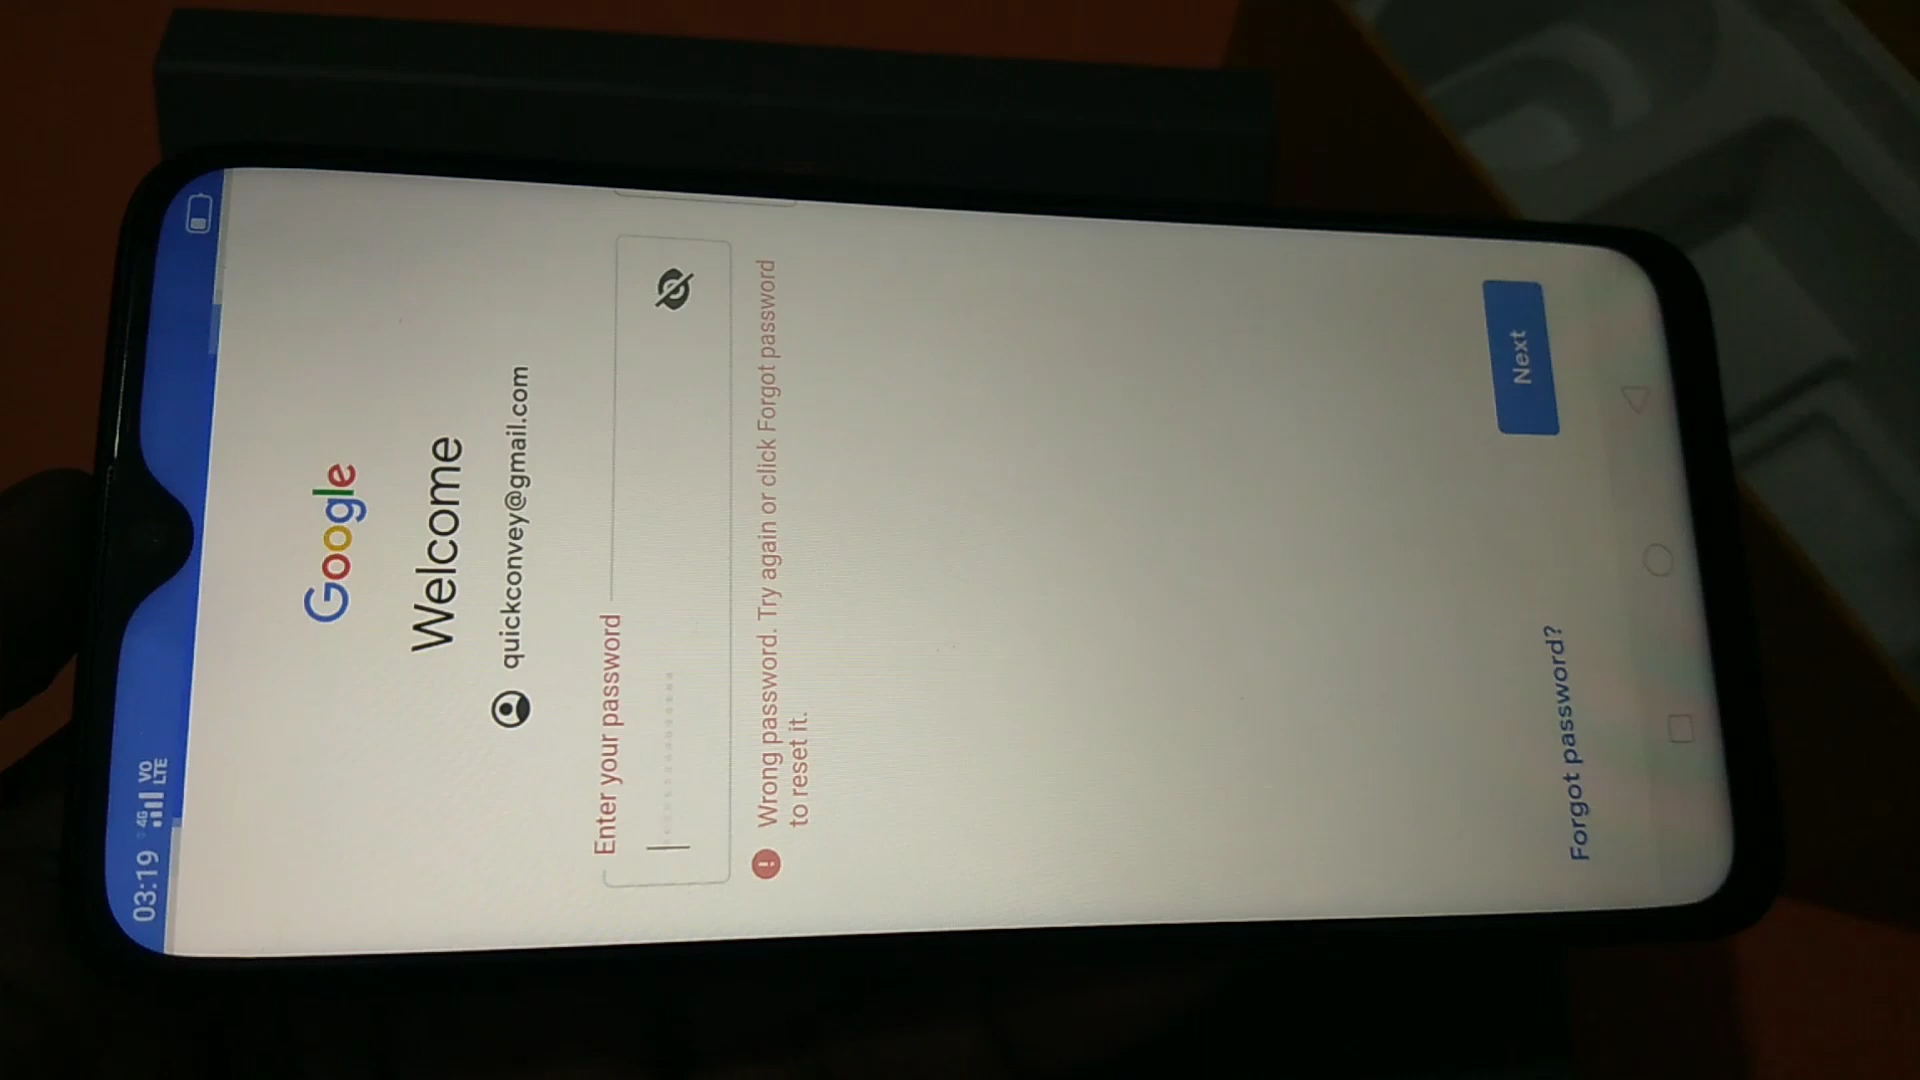 03:19 4G VO LTE
Google
Welcome
quickconvey@gmail.com
Enter your password
Wrong password. Try again or click Forgot password
to reset it.
Forgot password? Next